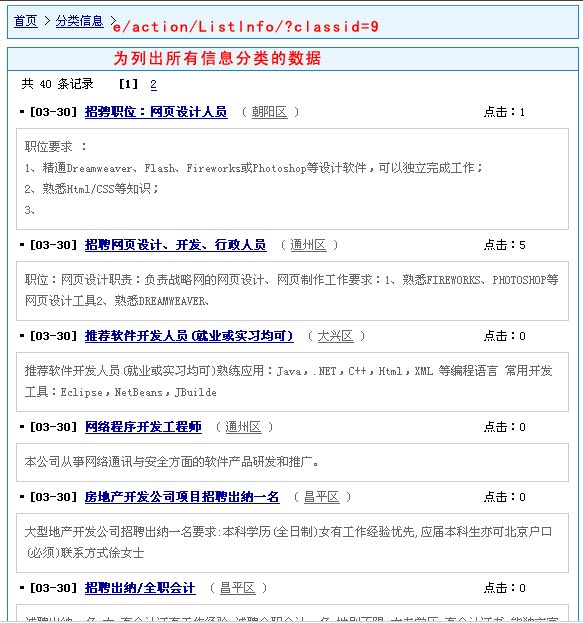 首页 > 分类信息 > e/action/ListInfo/?classid=9
为列出所有信息分类的数据
共 40 条记录 [1] 2
·[03-30] 招骋职位：网页设计人员 （ 朝阳区 ） 点击：1
职位要求 ：
1、精通Dreamweaver、Flash、Fireworks或Photoshop等设计软件，可以独立完成工作；
2、熟悉Html/CSS等知识；
3、
·[03-30] 招聘网页设计、开发、行政人员 （ 通州区 ） 点击：5
职位：网页设计职责：负责战略网的网页设计、网页制作工作要求：1、熟悉FIREWORKS、PHOTOSHOP等
网页设计工具2、熟悉DREAMWEAVER、
·[03-30] 推荐软件开发人员(就业或实习均可) （ 大兴区 ） 点击：0
推荐软件开发人员(就业或实习均可)熟练应用：Java，.NET，C++，Html，XML 等编程语言 常用开发
工具：Eclipse，NetBeans，JBuilde
·[03-30] 网络程序开发工程师 （ 通州区 ） 点击：0
本公司从事网络通讯与安全方面的软件产品研发和推广。
·[03-30] 房地产开发公司项目招聘出纳一名 （ 昌平区 ） 点击：0
大型地产开发公司招聘出纳一名要求:本科学历(全日制)女有工作经验优先,应届本科生亦可北京户口
(必须)联系方式徐女士
·[03-30] 招聘出纳/全职会计 （ 昌平区 ） 点击：0